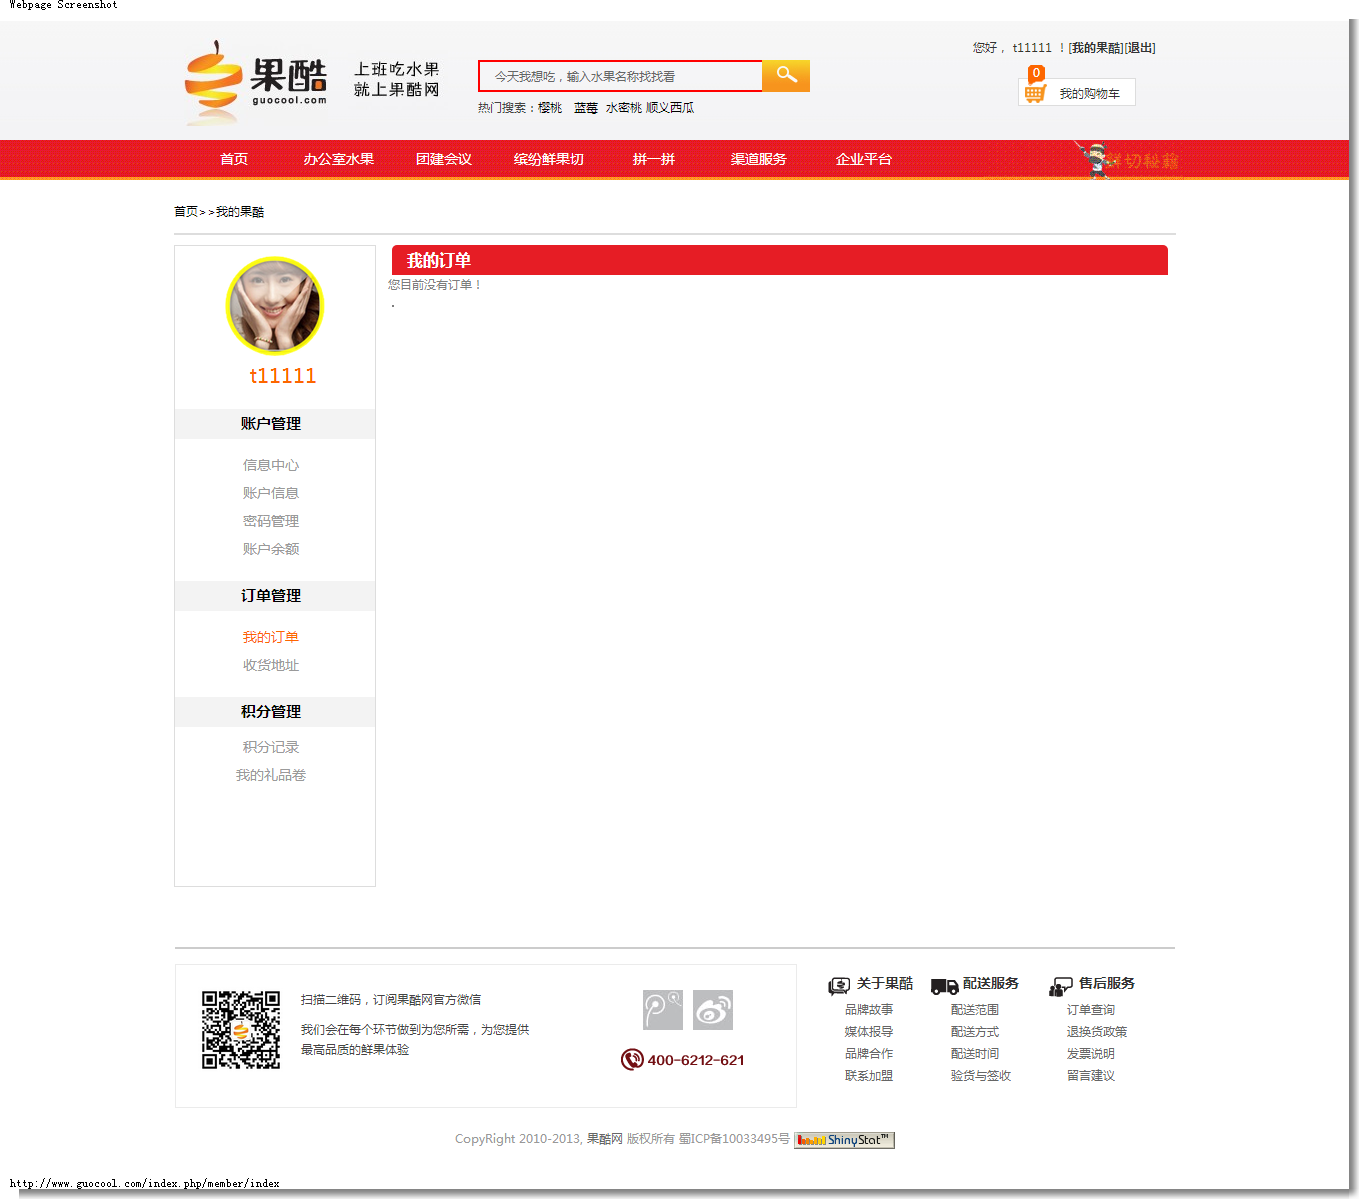 Webpage Screenshot
您好， t11111 ！[我的果酷][退出]
果酷
guocool.com
上班吃水果
就上果酷网
今天我想吃，输入水果名称找找看
热门搜索：樱桃 蓝莓 水密桃 顺义西瓜
0
我的购物车
首页 办公室水果 团建会议 缤纷鲜果切 拼一拼 渠道服务 企业平台 鲜切秘籍
首页>>我的果酷
t11111
账户管理
信息中心
账户信息
密码管理
账户余额
订单管理
我的订单
收货地址
积分管理
积分记录
我的礼品卷
我的订单
您目前没有订单！
.
扫描二维码，订阅果酷网官方微信
我们会在每个环节做到为您所需，为您提供
最高品质的鲜果体验
400-6212-621
关于果酷
品牌故事
媒体报导
品牌合作
联系加盟
配送服务
配送范围
配送方式
配送时间
验货与签收
售后服务
订单查询
退换货政策
发票说明
留言建议
CopyRight 2010-2013, 果酷网 版权所有 蜀ICP备10033495号 ShinyStat™
http://www.guocool.com/index.php/member/index